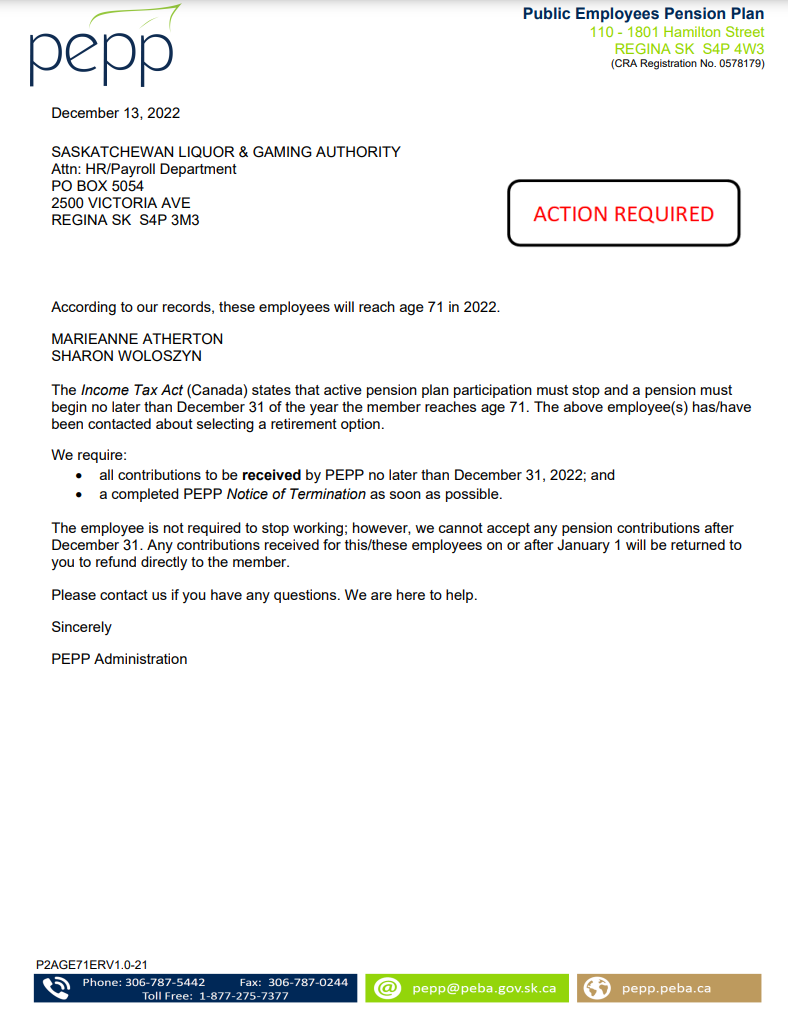 pepp
Public Employees Pension Plan
110 - 1801 Hamilton Street
REGINA SK  S4P 4W3
(CRA Registration No. 0578179)
December 13, 2022
SASKATCHEWAN LIQUOR & GAMING AUTHORITY
Attn: HR/Payroll Department
PO BOX 5054
2500 VICTORIA AVE
REGINA SK  S4P 3M3
ACTION REQUIRED
According to our records, these employees will reach age 71 in 2022.
MARIEANNE ATHERTON
SHARON WOLOSZYN
The Income Tax Act (Canada) states that active pension plan participation must stop and a pension must
begin no later than December 31 of the year the member reaches age 71. The above employee(s) has/have
been contacted about selecting a retirement option.
We require:
• all contributions to be received by PEPP no later than December 31, 2022; and
• a completed PEPP Notice of Termination as soon as possible.
The employee is not required to stop working; however, we cannot accept any pension contributions after
December 31. Any contributions received for this/these employees on or after January 1 will be returned to
you to refund directly to the member.
Please contact us if you have any questions. We are here to help.
Sincerely
PEPP Administration
P2AGE71ERV1.0-21
Phone: 306-787-5442 Fax: 306-787-0244
Toll Free: 1-877-275-7377
pepp@peba.gov.sk.ca
pepp.peba.ca